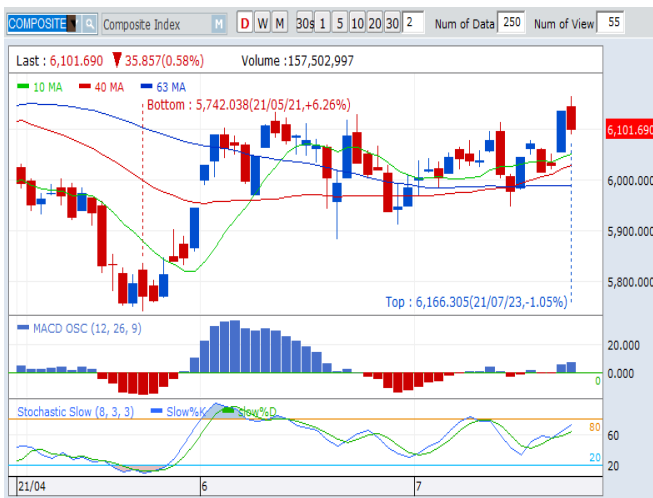 COMPOSITE Composite Index M D W M 30s 1 5 10 20 30 2 Num of Data 250 Num of View 55
Last : 6,101.690 ▼ 35.857(0.58%) Volume :157,502,997
10 MA 40 MA 63 MA
Bottom : 5,742.038(21/05/21,+6.26%)
6,101.690
6,000.000
5,900.000
5,800.000
Top : 6,166.305(21/07/23,-1.05%)
MACD OSC (12, 26, 9)
20.000
0.000
0
Stochastic Slow (8, 3, 3) Slow%K Slow%D
80
60
20
20
21/04 6 7